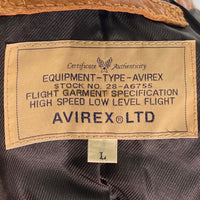 Certificate Authenticity
EQUIPMENT-TYPE-AVIREX
STOCK NO. 28-A6755
FLIGHT GARMENT SPECIFICATION
HIGH SPEED LOW LEVEL FLIGHT
AVIREX® LTD
L